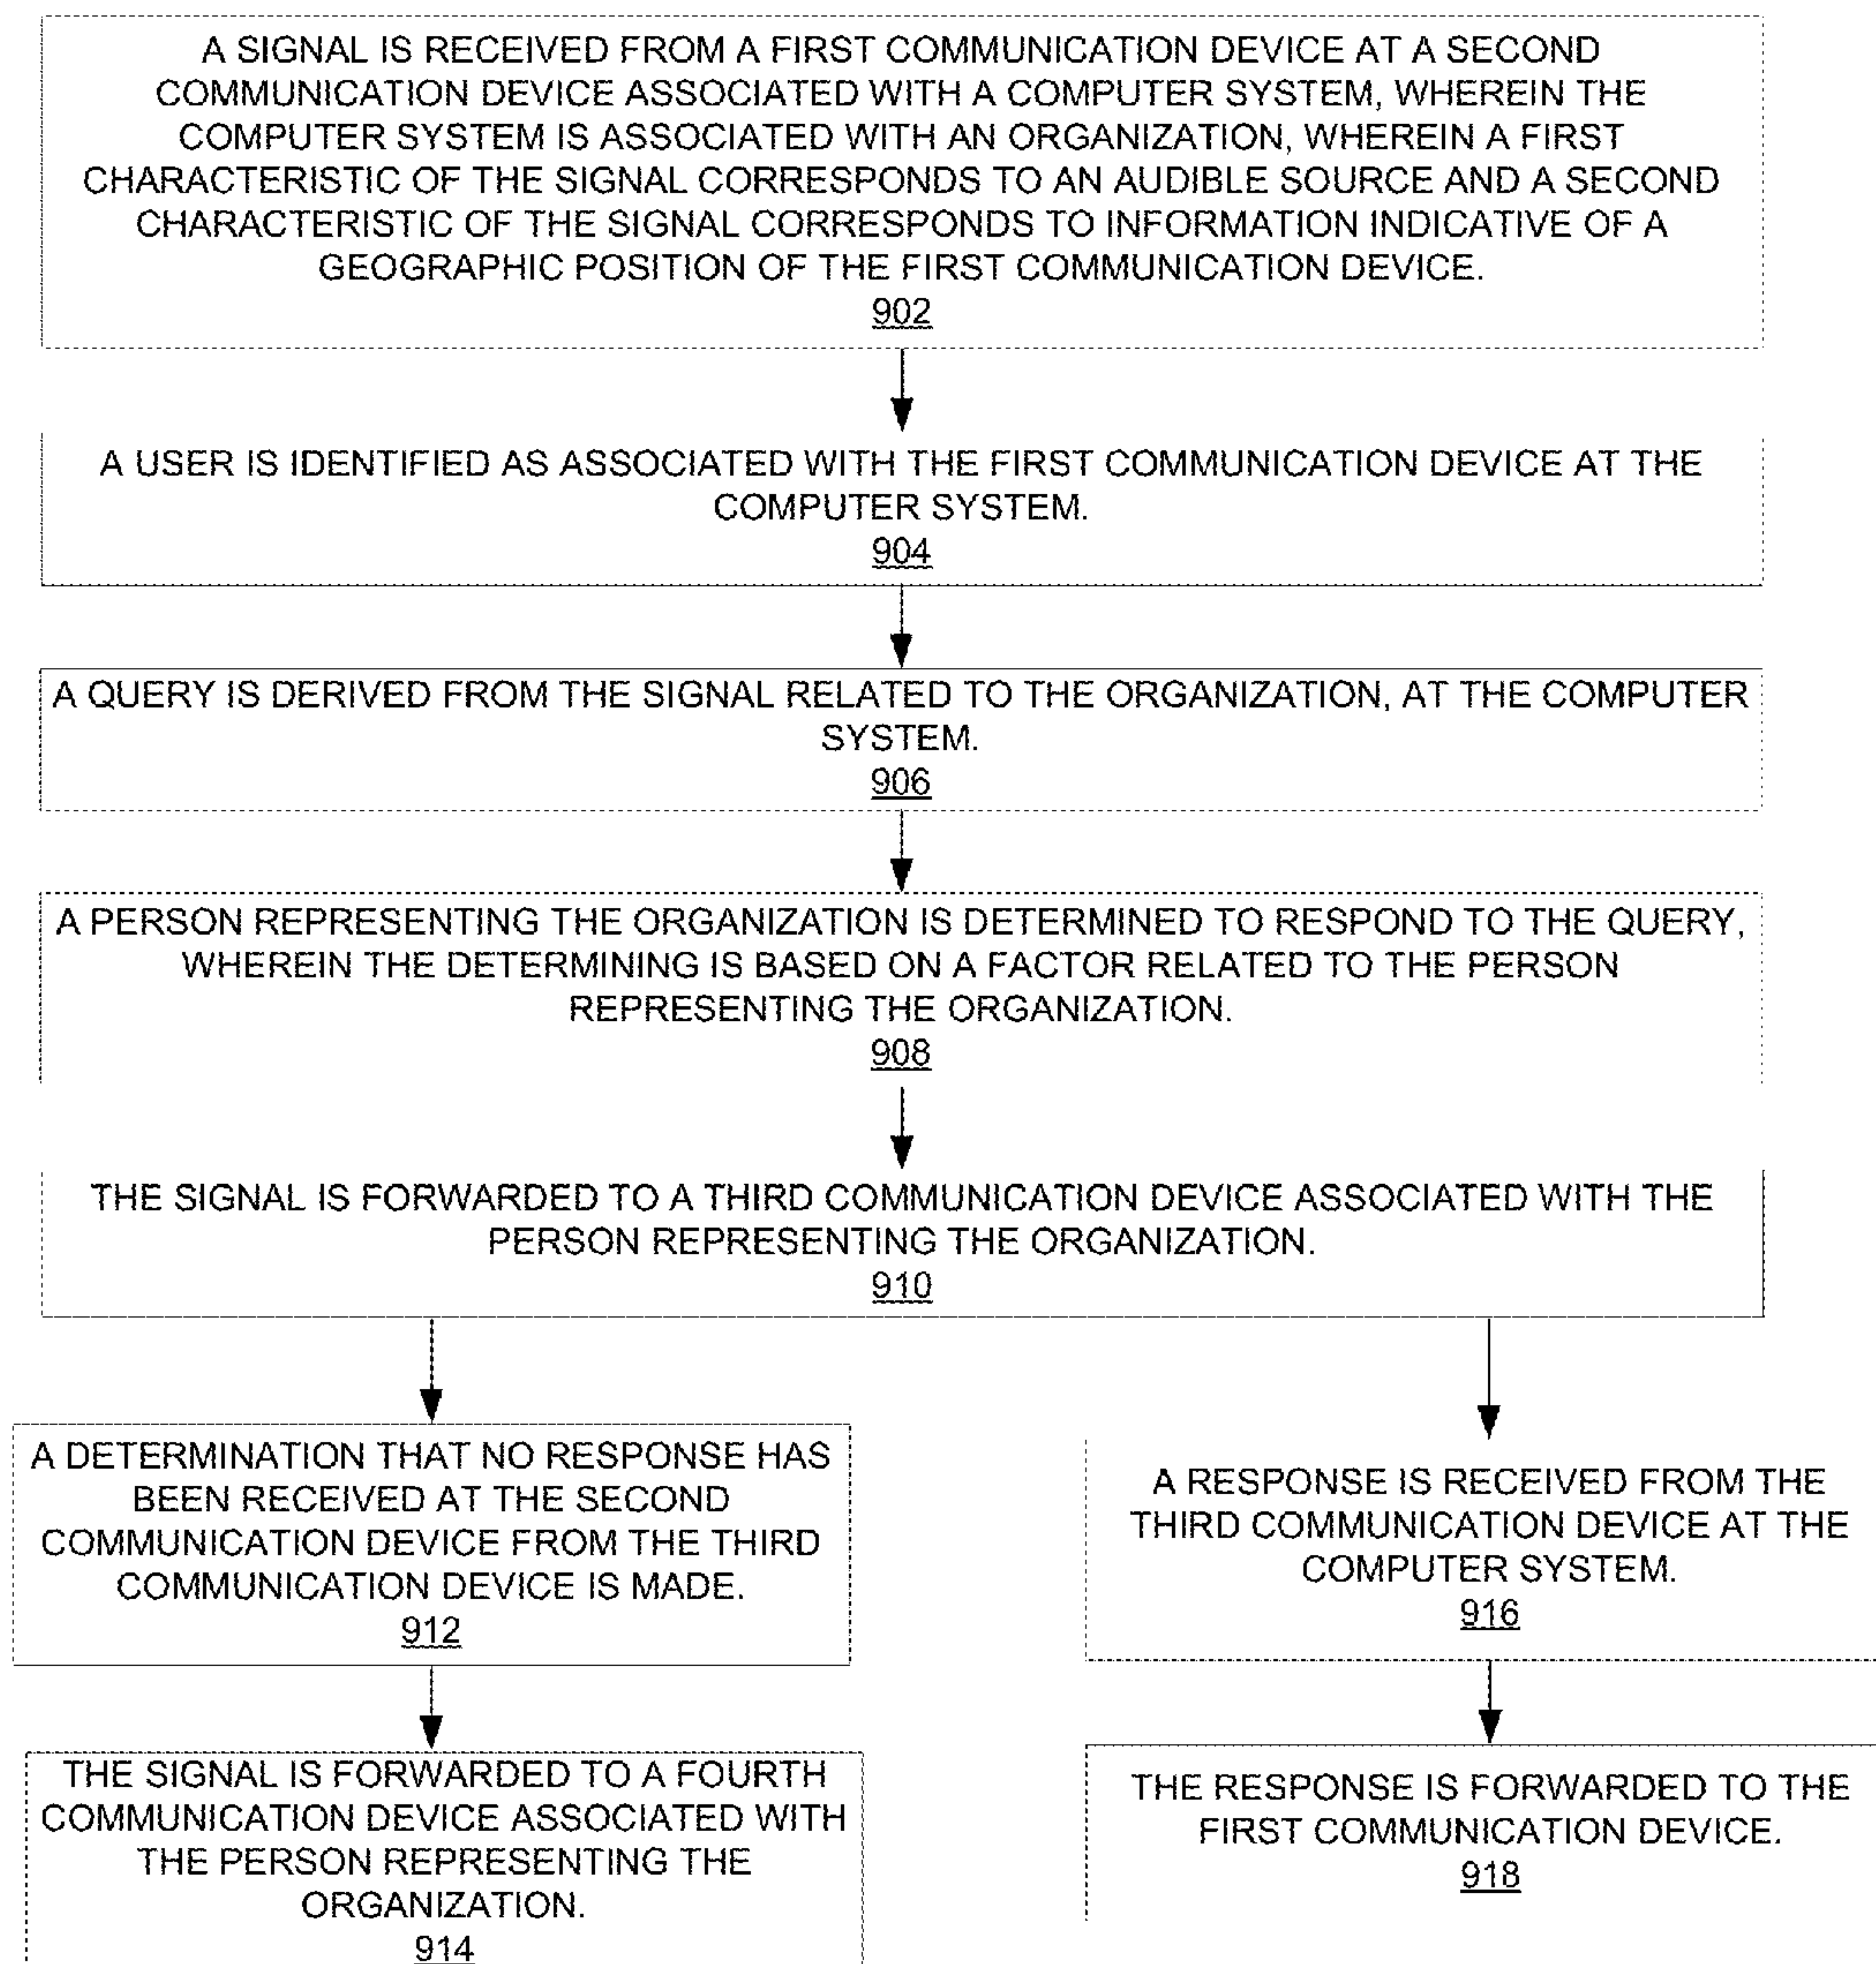 A SIGNAL IS RECEIVED FROM A FIRST COMMUNICATION DEVICE AT A SECOND
COMMUNICATION DEVICE ASSOCIATED WITH A COMPUTER SYSTEM, WHEREIN THE
COMPUTER SYSTEM IS ASSOCIATED WITH AN ORGANIZATION, WHEREIN A FIRST
CHARACTERISTIC OF THE SIGNAL CORRESPONDS TO AN AUDIBLE SOURCE AND A SECOND
CHARACTERISTIC OF THE SIGNAL CORRESPONDS TO INFORMATION INDICATIVE OF A
GEOGRAPHIC POSITION OF THE FIRST COMMUNICATION DEVICE.
902
A USER IS IDENTIFIED AS ASSOCIATED WITH THE FIRST COMMUNICATION DEVICE AT THE
COMPUTER SYSTEM.
904
A QUERY IS DERIVED FROM THE SIGNAL RELATED TO THE ORGANIZATION, AT THE COMPUTER
SYSTEM.
906
A PERSON REPRESENTING THE ORGANIZATION IS DETERMINED TO RESPOND TO THE QUERY,
WHEREIN THE DETERMINING IS BASED ON A FACTOR RELATED TO THE PERSON
REPRESENTING THE ORGANIZATION.
908
THE SIGNAL IS FORWARDED TO A THIRD COMMUNICATION DEVICE ASSOCIATED WITH THE
PERSON REPRESENTING THE ORGANIZATION.
910
A DETERMINATION THAT NO RESPONSE HAS
BEEN RECEIVED AT THE SECOND
COMMUNICATION DEVICE FROM THE THIRD
COMMUNICATION DEVICE IS MADE.
912
THE SIGNAL IS FORWARDED TO A FOURTH
COMMUNICATION DEVICE ASSOCIATED WITH
THE PERSON REPRESENTING THE
ORGANIZATION.
914
A RESPONSE IS RECEIVED FROM THE
THIRD COMMUNICATION DEVICE AT THE
COMPUTER SYSTEM.
916
THE RESPONSE IS FORWARDED TO THE
FIRST COMMUNICATION DEVICE.
918